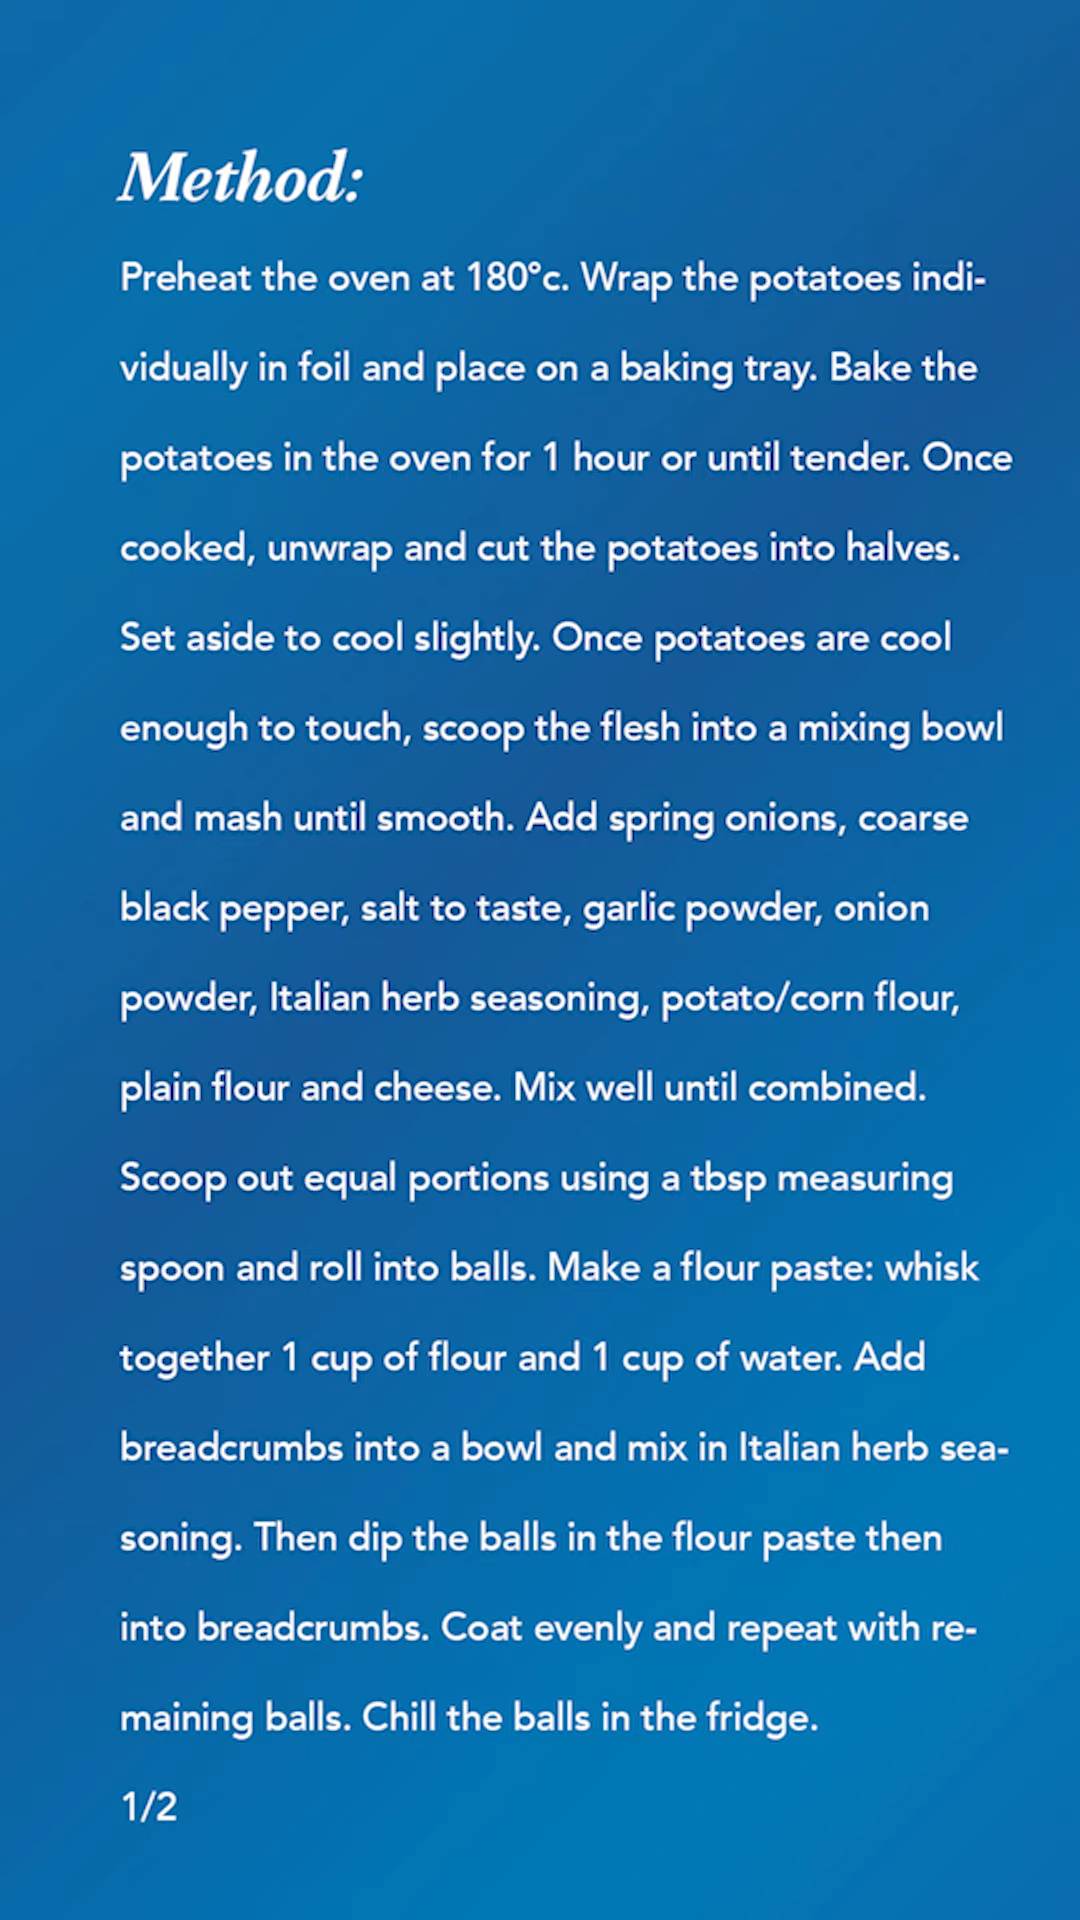 Method:
Preheat the oven at 180°c. Wrap the potatoes indi-
vidually in foil and place on a baking tray. Bake the
potatoes in the oven for 1 hour or until tender. Once
cooked, unwrap and cut the potatoes into halves.
Set aside to cool slightly. Once potatoes are cool
enough to touch, scoop the flesh into a mixing bowl
and mash until smooth. Add spring onions, coarse
black pepper, salt to taste, garlic powder, onion
powder, Italian herb seasoning, potato/corn flour,
plain flour and cheese. Mix well until combined.
Scoop out equal portions using a tbsp measuring
spoon and roll into balls. Make a flour paste: whisk
together 1 cup of flour and 1 cup of water. Add
breadcrumbs into a bowl and mix in Italian herb sea-
soning. Then dip the balls in the flour paste then
into breadcrumbs. Coat evenly and repeat with re-
maining balls. Chill the balls in the fridge.
1/2